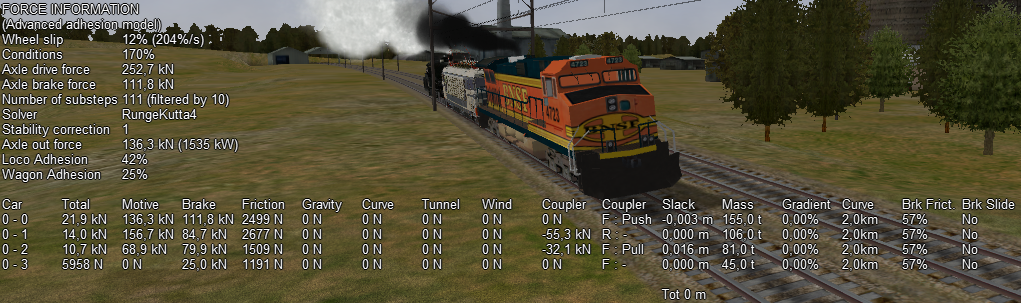 FORCE INFORMATION
(Advanced adhesion model)
Wheel slip 12% (204%/s)
Conditions 170%
Axle drive force 252,7 kN
Axle brake force 111,8 kN
Number of substeps 111 (filtered by 10)
Solver RungeKutta4
Stability correction 1
Axle out force 136,3 kN (1535 kW)
Loco Adhesion 42%
Wagon Adhesion 25%
4723 4723
BNSF 4723
BNSF
Car Total Motive Brake Friction Gravity Curve Tunnel Wind Coupler Coupler Slack Mass Gradient Curve Brk Frict. Brk Slide
0 - 0 21,9 kN 136,3 kN 111,8 kN 2499 N 0 N 0 N 0 N 0 N 0 N F : Push -0,003 m 155,0 t 0,00% 2,0km 57% No
0 - 1 14,0 kN 156,7 kN 84,7 kN 2677 N 0 N 0 N 0 N 0 N -55,3 kN R : - 0,000 m 106,0 t 0,00% 2,0km 57% No
0 - 2 10,7 kN 68,9 kN 79,9 kN 1509 N 0 N 0 N 0 N 0 N -32,1 kN F : Pull 0,016 m 81,0 t 0,00% 2,0km 57% No
0 - 3 5958 N 0 N 25,0 kN 1191 N 0 N 0 N 0 N 0 N 0 N F : - 0,000 m 45,0 t 0,00% 2,0km 57% No
Tot 0 m